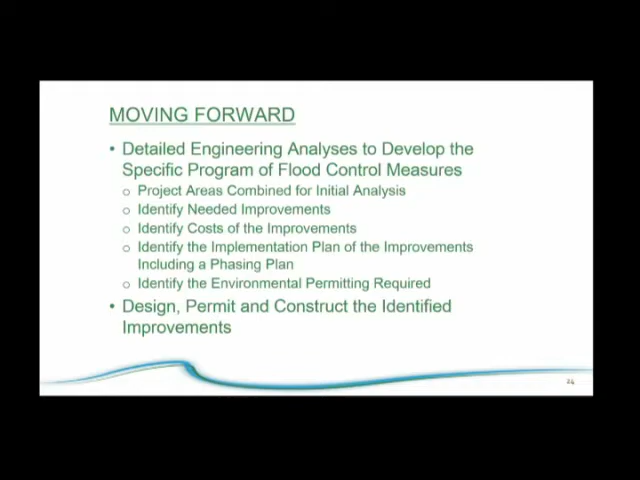 MOVING FORWARD
• Detailed Engineering Analyses to Develop the
Specific Program of Flood Control Measures
o Project Areas Combined for Initial Analysis
o Identify Needed Improvements
o Identify Costs of the Improvements
o Identify the Implementation Plan of the Improvements
Including a Phasing Plan
o Identify the Environmental Permitting Required
• Design, Permit and Construct the Identified
Improvements